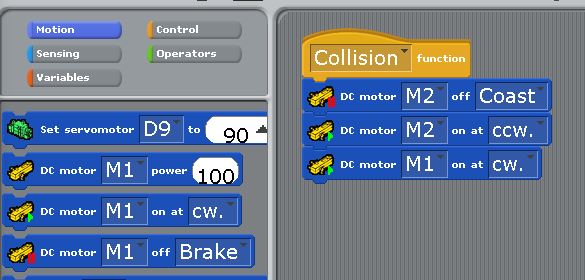 Motion
Control
Sensing
Operators
Variables
Set servomotor D9 to 90
DC motor M1 power 100
DC motor M1 on at cw.
DC motor M1 off Brake
Collision function
DC motor M2 off Coast
DC motor M2 on at ccw.
DC motor M1 on at cw.